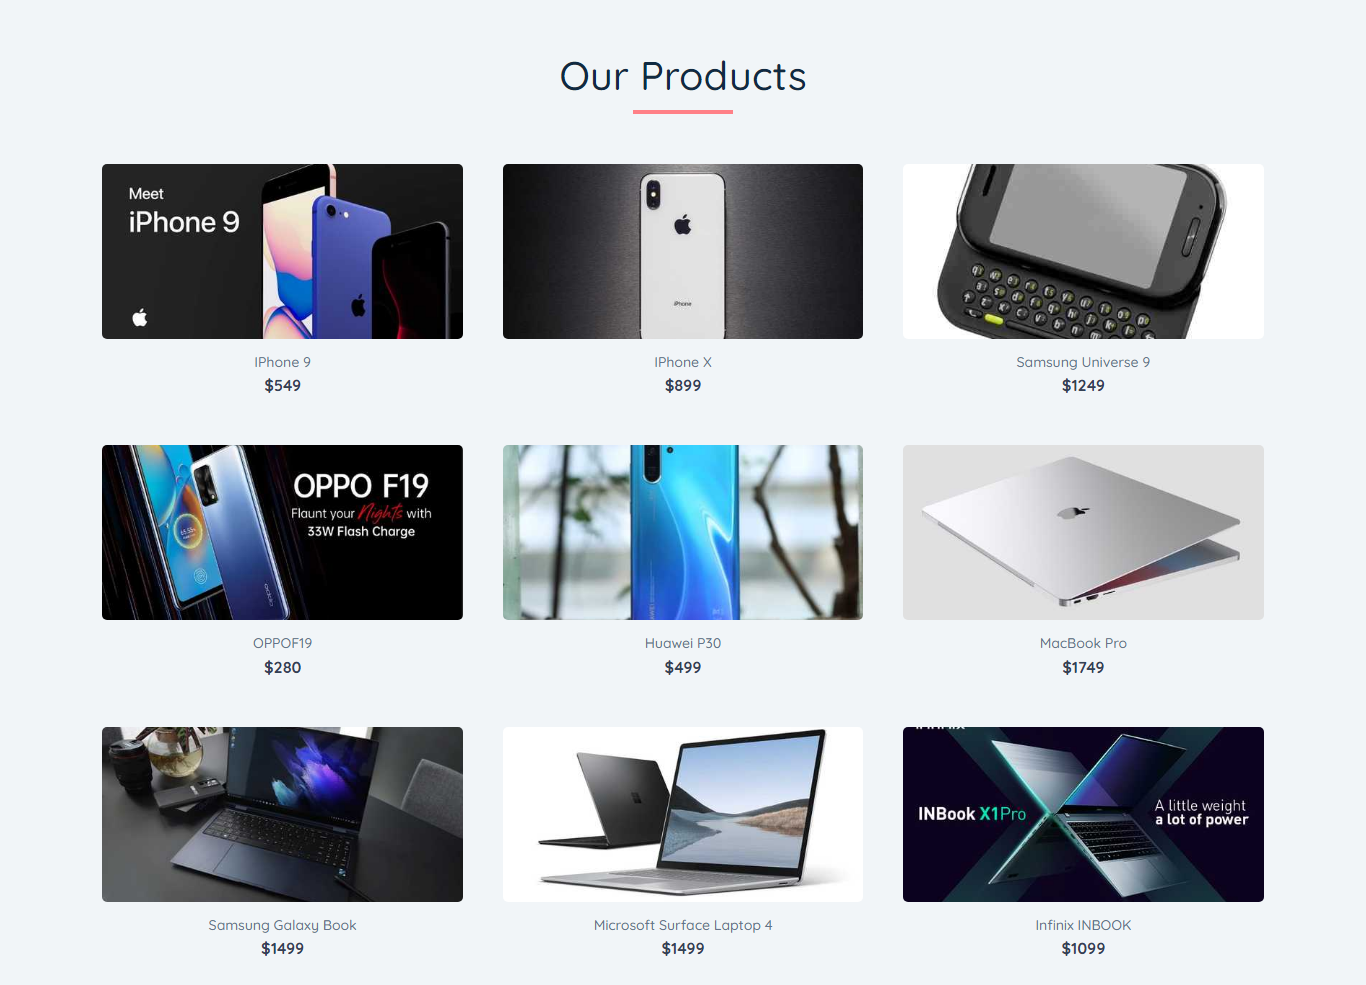 Our Products
Meet
iPhone 9
iPhone
IPhone 9
IPhone X
Samsung Universe 9
$549
$899
$1249
OPPO F19
Flaunt your Nights with
33W Flash Charge
OPPOF19
Huawei P30
MacBook Pro
$280
$499
$1749
INBook X1Pro
A little weight
a lot of power
Samsung Galaxy Book
Microsoft Surface Laptop 4
Infinix INBOOK
$1499
$1499
$1099